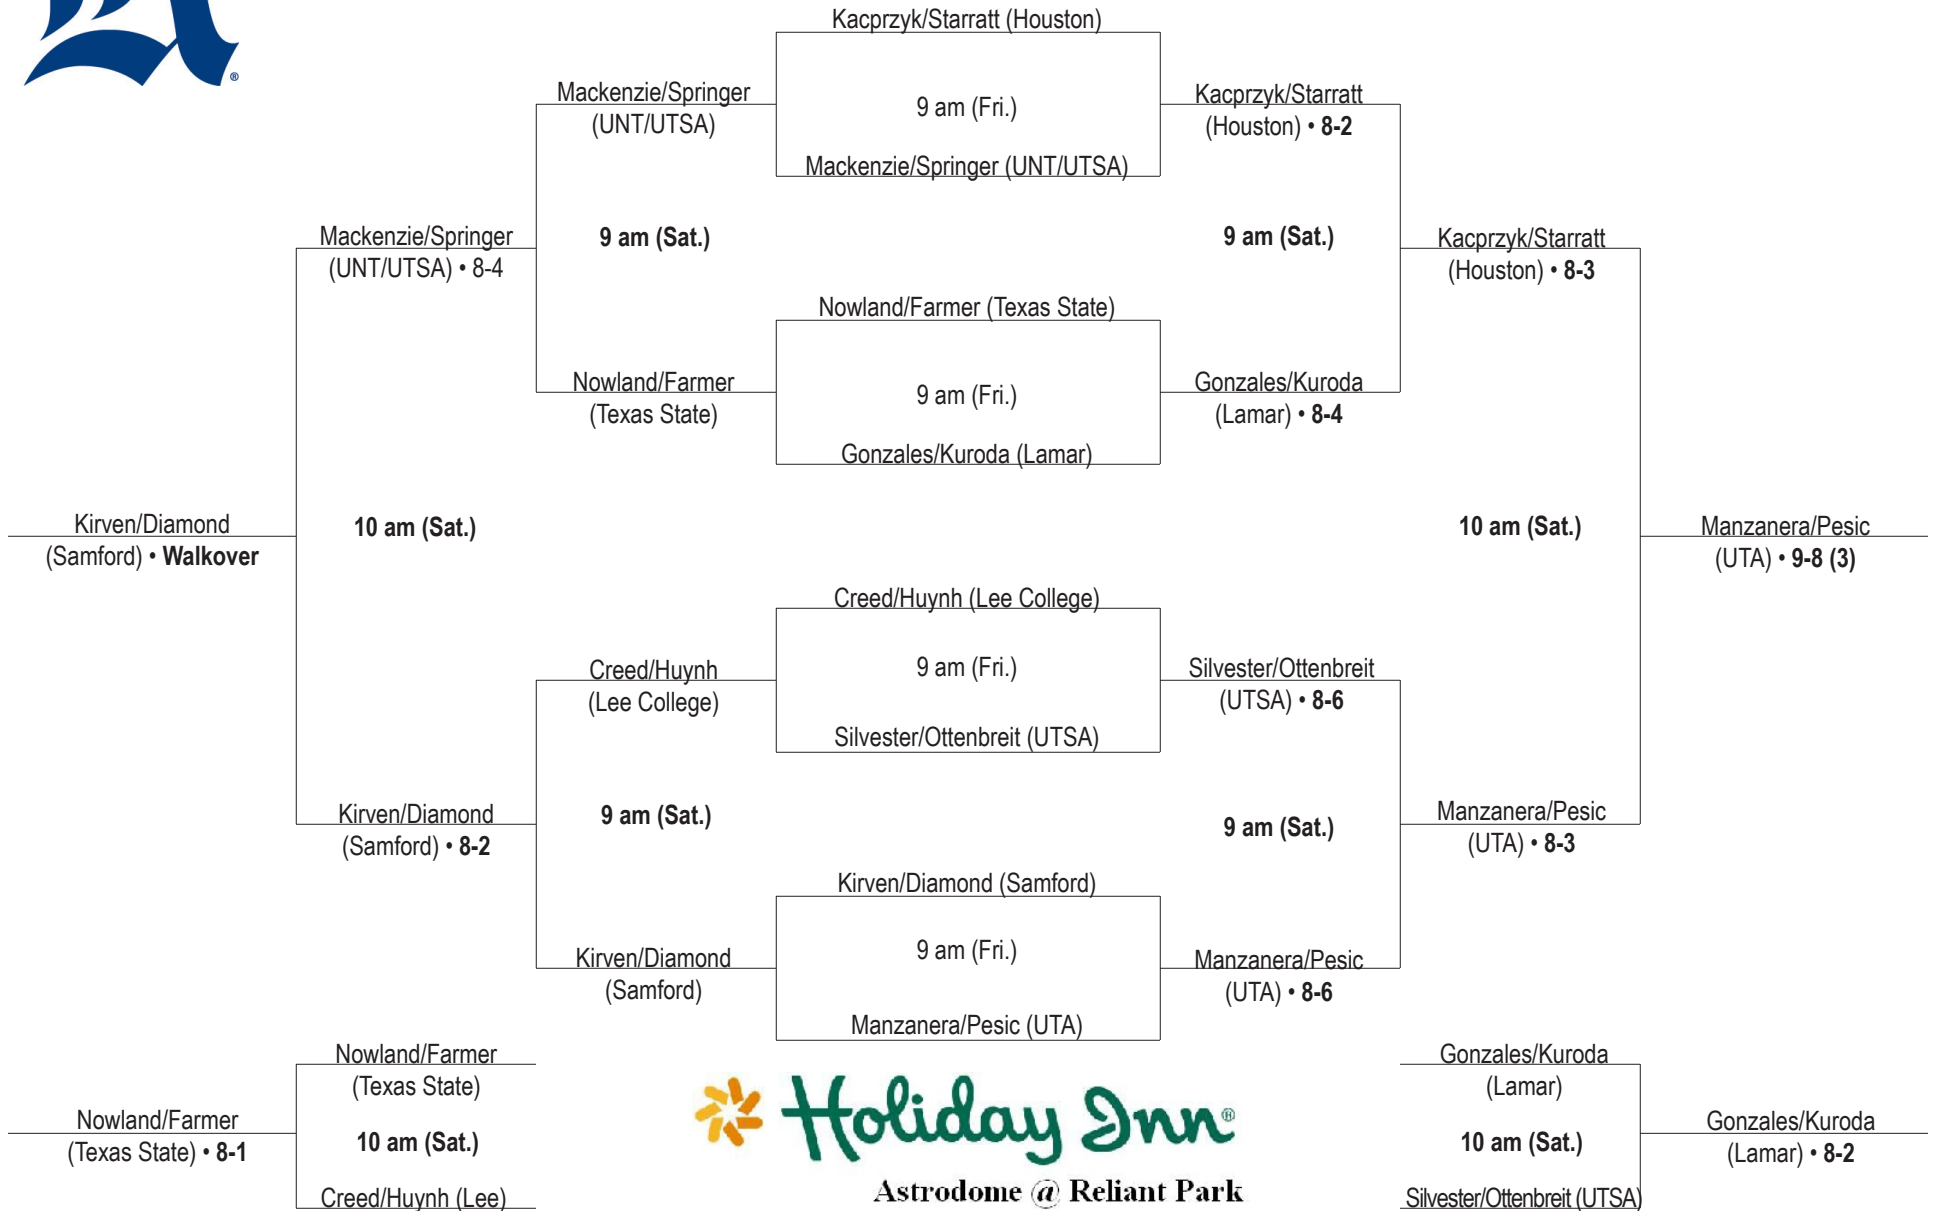 Kacprzyk/Starratt (Houston)
Mackenzie/Springer
(UNT/UTSA)
9 am (Fri.)
Kacprzyk/Starratt
(Houston) • 8-2
Mackenzie/Springer (UNT/UTSA)
Mackenzie/Springer
(UNT/UTSA) • 8-4
9 am (Sat.)
9 am (Sat.)
Kacprzyk/Starratt
(Houston) • 8-3
Nowland/Farmer (Texas State)
Nowland/Farmer
(Texas State)
9 am (Fri.)
Gonzales/Kuroda
(Lamar) • 8-4
Gonzales/Kuroda (Lamar)
Kirven/Diamond
(Samford) • Walkover
10 am (Sat.)
10 am (Sat.)
Manzanera/Pesic
(UTA) • 9-8 (3)
Creed/Huynh (Lee College)
Creed/Huynh
(Lee College)
9 am (Fri.)
Silvester/Ottenbreit
(UTSA) • 8-6
Silvester/Ottenbreit (UTSA)
Kirven/Diamond
(Samford) • 8-2
9 am (Sat.)
9 am (Sat.)
Manzanera/Pesic
(UTA) • 8-3
Kirven/Diamond (Samford)
Kirven/Diamond
(Samford)
9 am (Fri.)
Manzanera/Pesic
(UTA) • 8-6
Manzanera/Pesic (UTA)
Nowland/Farmer
(Texas State)
Nowland/Farmer
(Texas State) • 8-1
10 am (Sat.)
Creed/Huynh (Lee)
Holiday Inn®
Astrodome @ Reliant Park
Gonzales/Kuroda
(Lamar)
10 am (Sat.)
Gonzales/Kuroda
(Lamar) • 8-2
Silvester/Ottenbreit (UTSA)